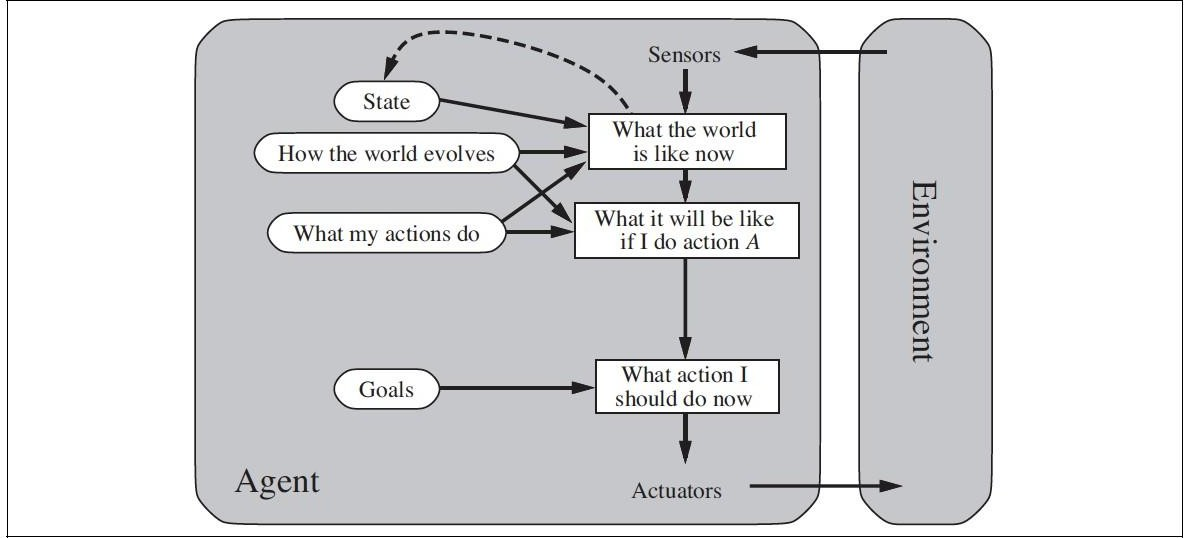 Sensors
State
What the world
is like now
How the world evolves
What it will be like
if I do action A
What my actions do
Environment
What action I
should do now
Goals
Agent
Actuators